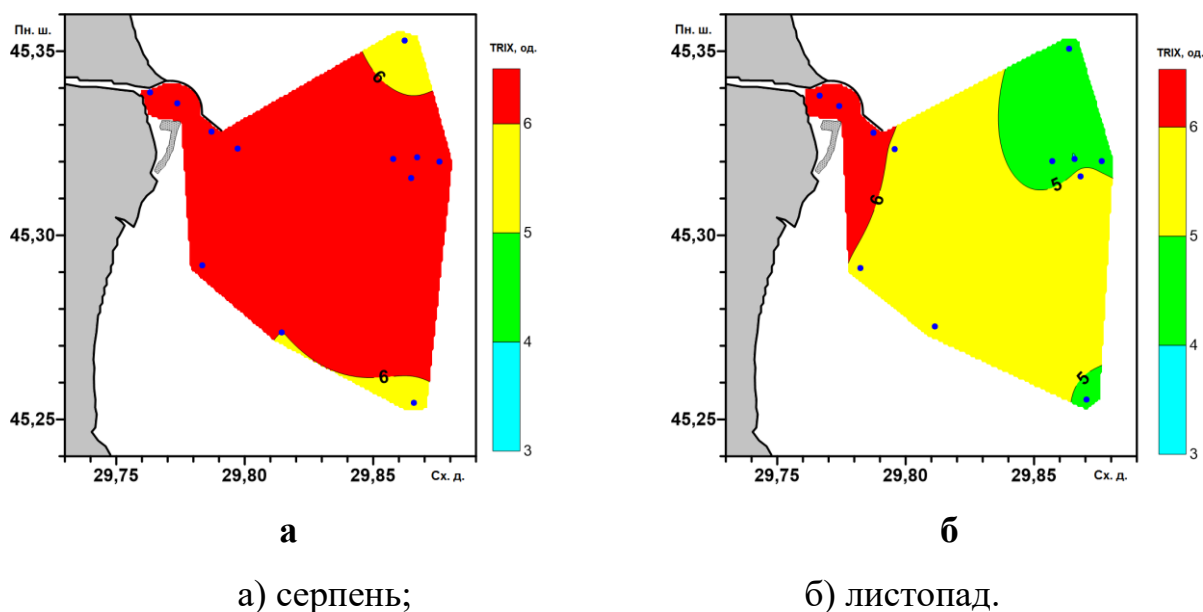 Пн. ш.
45,35
45,30
45,25
29,75
29,80
29,85
Сх. д.
6
6
TRIX, од.
6
5
4
3
Пн. ш.
45,35
45,30
45,25
29,75
29,80
29,85
Сх. д.
6
5
5
TRIX, од.
6
5
4
3
а
б
а) серпень;
б) листопад.